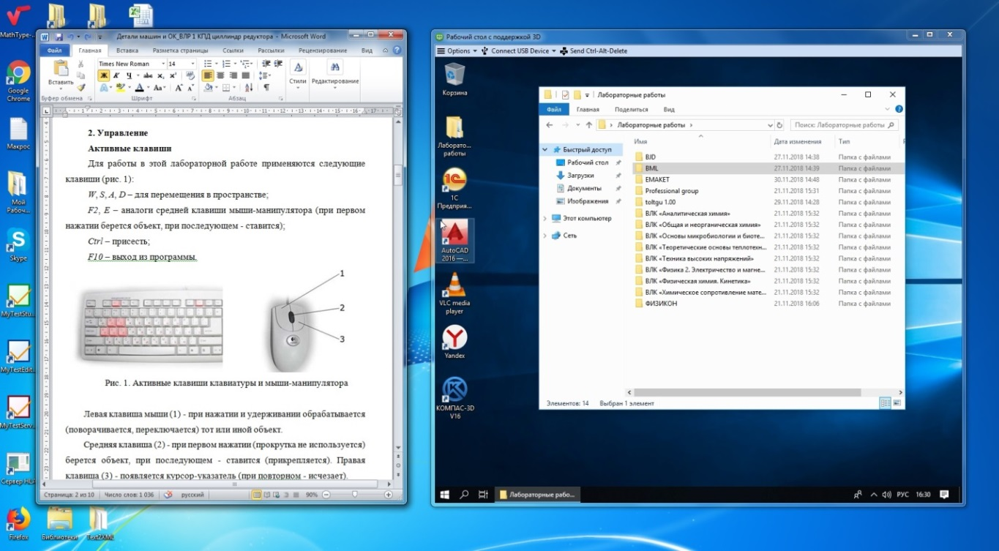 MathType-...
Google
Chrome
Макрос
Мой
Рабоч...
Skype
MyTestStu...
MyTestEdit...
MyTestServ...
Firefox
Библиотеки
Text2XML
Детали машин и ОК_ВЛР 1 КПД циллиндр редуктора - Microsoft Word
Файл Главная Вставка Разметка страницы Ссылки Рассылки Рецензирование Вид
Times New Roman 14
Вставить
Стили Редактирование
Буфер обмена Шрифт Абзац
2. Управление
Активные клавиши
Для работы в этой лабораторной работе применяются следующие
клавиши (рис. 1):
W, S, A, D – для перемещения в пространстве;
F2, E – аналоги средней клавиши мыши-манипулятора (при первом
нажатии берется объект, при последующем - ставится);
Ctrl – присесть;
F10 – выход из программы.
1
2
3
Рис. 1. Активные клавиши клавиатуры и мыши-манипулятора
Левая клавиша мыши (1) - при нажатии и удерживании обрабатывается
(поворачивается, переключается) тот или иной объект.
Средняя клавиша (2) - при первом нажатии (прокрутка не используется)
берется объект, при последующем - ставится (прикрепляется). Правая
клавиша (3) - появляется курсор-указатель (при повторном - исчезает).
Страница: 2 из 10 Число слов: 1 036 русский 90%
Рабочий стол с поддержкой 3D
Options Connect USB Device Send Ctrl-Alt-Delete
Корзина
Лаборато...
работы
1С
Предприя...
AutoCAD
2016 —...
VLC media
player
Yandex
КОМПАС-3D
V16
Лабораторные работы
Файл Главная Поделиться Вид
Лабораторные работы
Поиск: Лабораторные работы
Быстрый доступ
Рабочий стол
Загрузки
Документы
Изображения
Этот компьютер
Сеть
Имя Дата изменения Тип
BJD 27.11.2018 14:38 Папка с файлами
BML 27.11.2018 14:39 Папка с файлами
EMAKET 30.11.2018 14:48 Папка с файлами
Professional group 21.11.2018 15:31 Папка с файлами
toltgu 1.00 29.11.2018 14:28 Папка с файлами
ВЛК «Аналитическая химия» 21.11.2018 15:32 Папка с файлами
ВЛК «Общая и неорганическая химия» 21.11.2018 15:32 Папка с файлами
ВЛК «Основы микробиологии и биоте... 21.11.2018 15:32 Папка с файлами
ВЛК «Теоретические основы теплотехн... 21.11.2018 15:32 Папка с файлами
ВЛК «Техника высоких напряжений» 21.11.2018 15:32 Папка с файлами
ВЛК «Физика 2. Электричество и магне... 21.11.2018 15:32 Папка с файлами
ВЛК «Физическая химия. Кинетика» 21.11.2018 15:32 Папка с файлами
ВЛК «Химическое сопротивление мате... 21.11.2018 15:32 Папка с файлами
ФИЗИКОН 21.11.2018 16:06 Папка с файлами
Элементов: 14 Выбран 1 элемент
Лабораторные рабо...
РУС 16:30